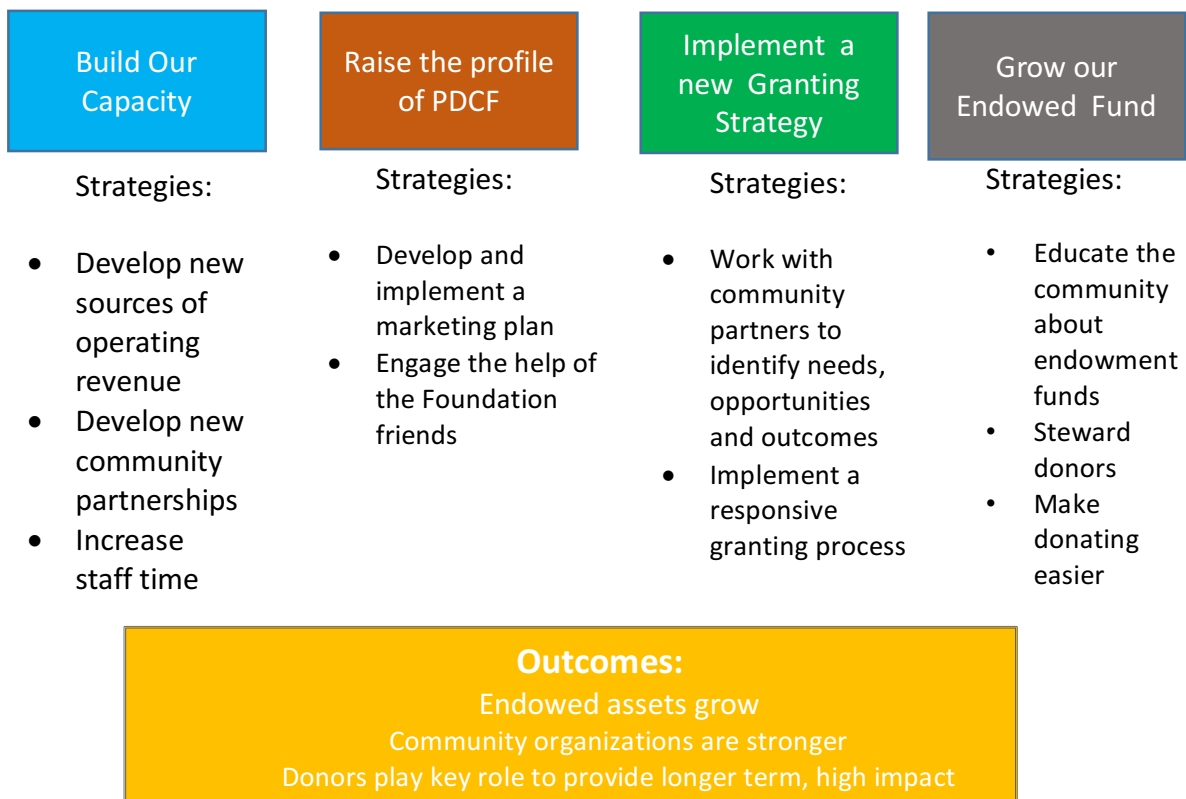 Build Our
Capacity
Strategies:
• Develop new
sources of
operating
revenue
• Develop new
community
partnerships
• Increase
staff time
Raise the profile
of PDCF
Strategies:
• Develop and
implement a
marketing plan
• Engage the help of
the Foundation
friends
Implement a
new Granting
Strategy
Strategies:
• Work with
community
partners to
identify needs,
opportunities
and outcomes
• Implement a
responsive
granting process
Grow our
Endowed Fund
Strategies:
• Educate the
community
about
endowment
funds
• Steward
donors
• Make
donating
easier
Outcomes:
Endowed assets grow
Community organizations are stronger
Donors play key role to provide longer term, high impact